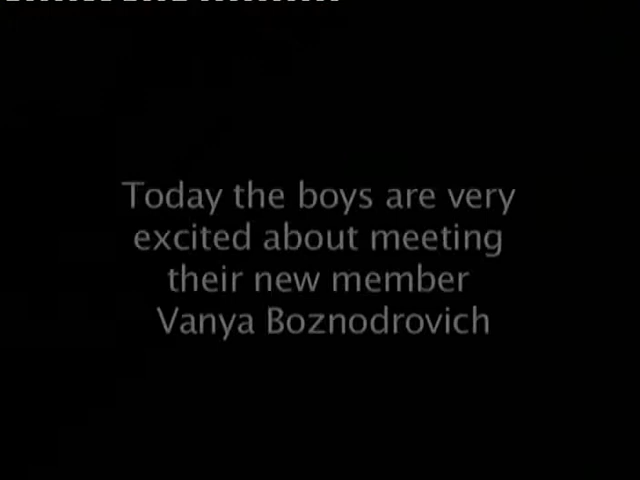 Today the boys are very
excited about meeting
their new member
Vanya Boznodrovich